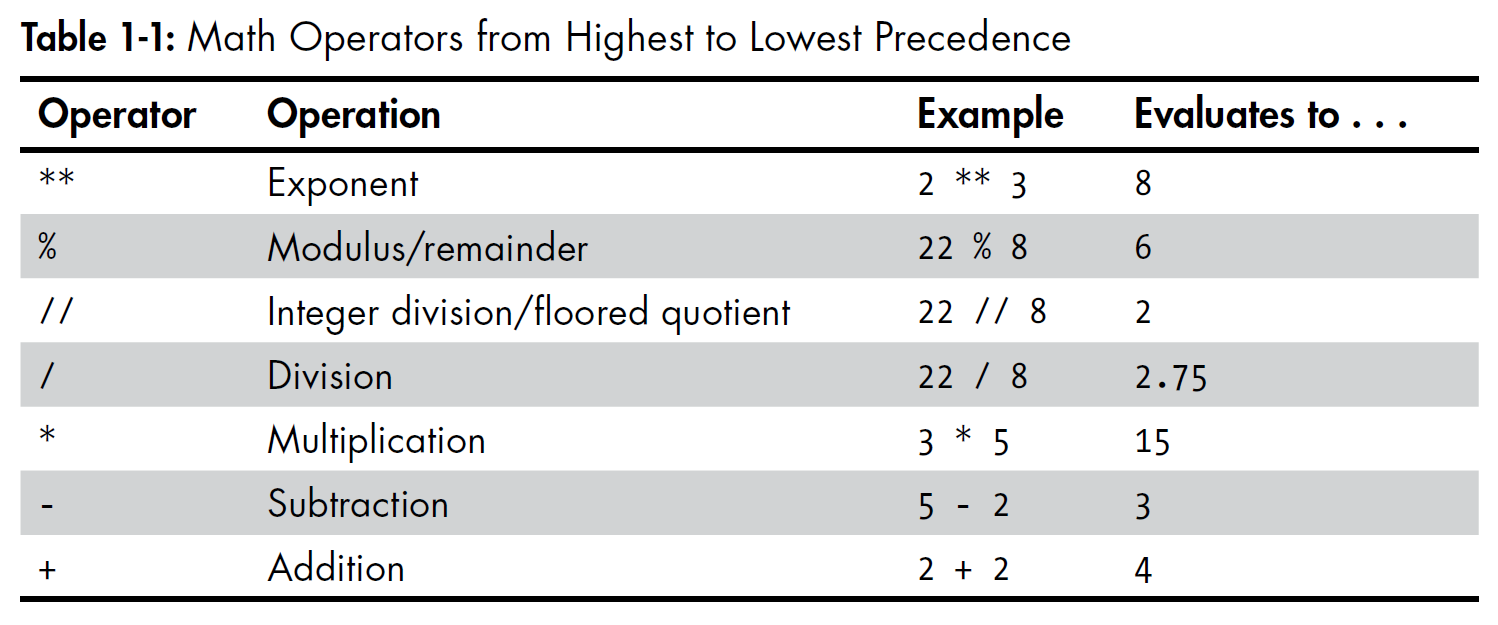 Table 1-1: Math Operators from Highest to Lowest Precedence
Operator Operation Example Evaluates to . . .
** Exponent 2 ** 3 8
% Modulus/remainder 22 % 8 6
// Integer division/floored quotient 22 // 8 2
/ Division 22 / 8 2.75
* Multiplication 3 * 5 15
- Subtraction 5 - 2 3
+ Addition 2 + 2 4